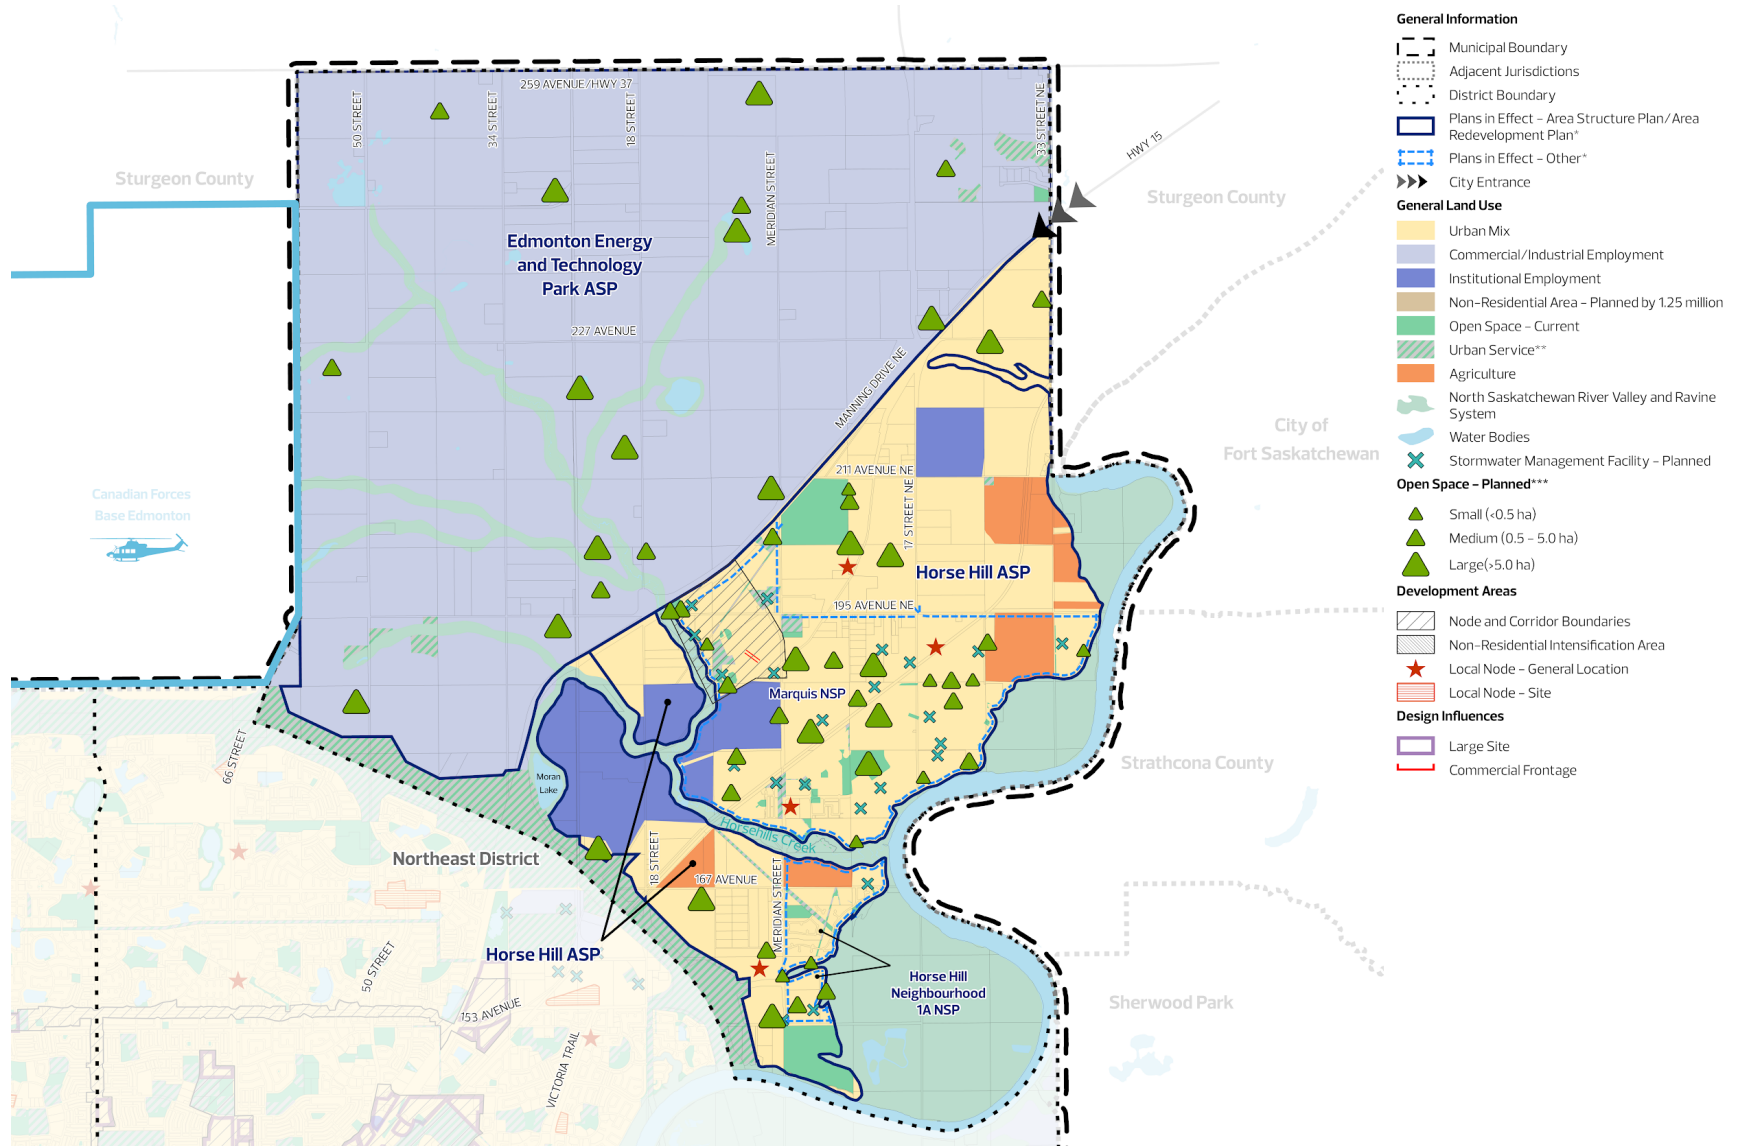 259 AVENUE/HWY 37
50 STREET
34 STREET
18 STREET
MERIDIAN STREET
33 STREET NE
HWY 15
Sturgeon County
Sturgeon County
Edmonton Energy
and Technology
Park ASP
227 AVENUE
MANNING DRIVE NE
City of
Fort Saskatchewan
211 AVENUE NE
17 STREET NE
Canadian Forces
Base Edmonton
Horse Hill ASP
195 AVENUE NE
Marquis NSP
66 STREET
Moran
Lake
Strathcona County
Horsehills Creek
Northeast District
18 STREET
167 AVENUE
MERIDIAN STREET
Horse Hill ASP
50 STREET
Horse Hill
Neighbourhood
1A NSP
153 AVENUE
Sherwood Park
VICTORIA TRAIL
General Information
Municipal Boundary
Adjacent Jurisdictions
District Boundary
Plans in Effect - Area Structure Plan/Area
Redevelopment Plan*
Plans in Effect - Other*
City Entrance
General Land Use
Urban Mix
Commercial/Industrial Employment
Institutional Employment
Non-Residential Area - Planned by 1.25 million
Open Space - Current
Urban Service**
Agriculture
North Saskatchewan River Valley and Ravine
System
Water Bodies
Stormwater Management Facility - Planned
Open Space - Planned***
Small (<0.5 ha)
Medium (0.5 - 5.0 ha)
Large(>5.0 ha)
Development Areas
Node and Corridor Boundaries
Non-Residential Intensification Area
Local Node - General Location
Local Node - Site
Design Influences
Large Site
Commercial Frontage